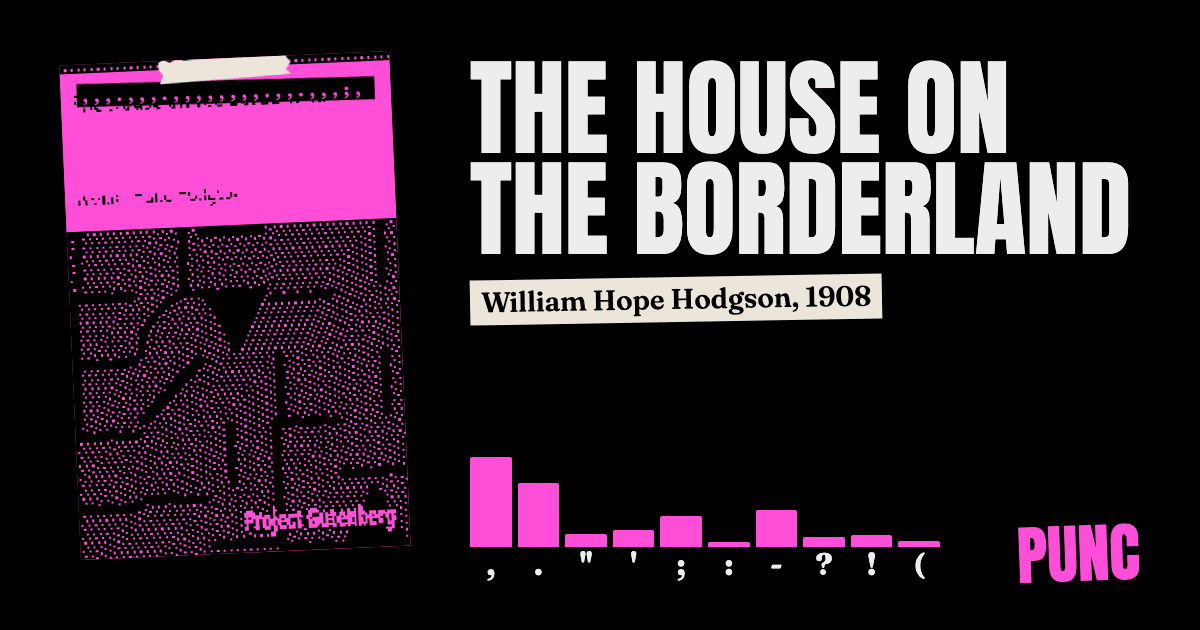 THE HOUSE ON
THE BORDERLAND
William Hope Hodgson, 1908
Project Gutenberg
, . " ' ; : - ? ! (
PUNC